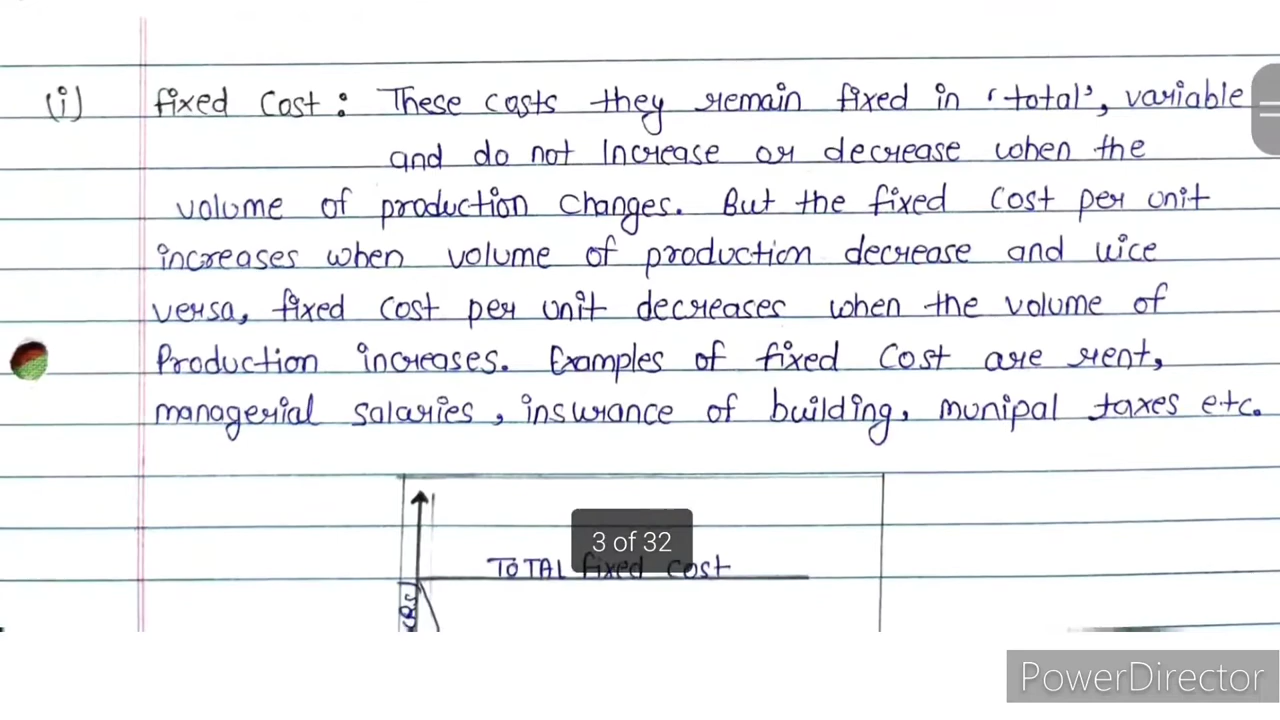 (i) fixed Cost: These costs they remain fixed in 'total', variable
and do not Increase or decrease when the
volume of production changes. But the fixed Cost per unit
increases when volume of production decrease and vice
versa, fixed cost per unit decreases when the volume of
Production increases. Examples of fixed Cost are rent,
managerial salaries, insurance of building, munipal taxes etc.
3 of 32
TOTAL fixed cost
(RS)
PowerDirector